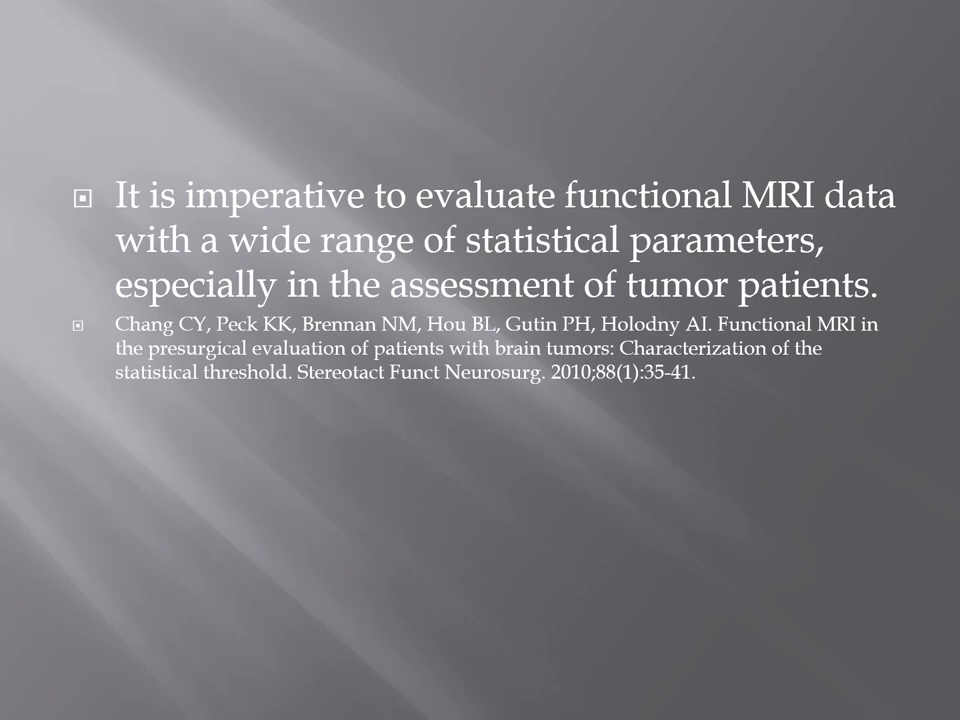 It is imperative to evaluate functional MRI data
with a wide range of statistical parameters,
especially in the assessment of tumor patients.
Chang CY, Peck KK, Brennan NM, Hou BL, Gutin PH, Holodny AI. Functional MRI in
the presurgical evaluation of patients with brain tumors: Characterization of the
statistical threshold. Stereotact Funct Neurosurg. 2010;88(1):35-41.